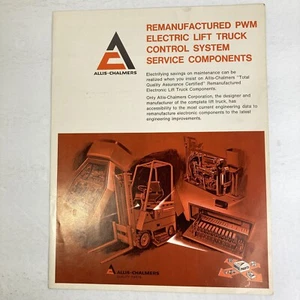 REMANUFACTURED PWM
ELECTRIC LIFT TRUCK
CONTROL SYSTEM
SERVICE COMPONENTS
ALLIS-CHALMERS
Electrifying savings on maintenance can be
realized when you insist on Allis-Chalmers "Total
Quality Assurance Certified" Remanufactured
Electronic Lift Truck Components.
Only Allis-Chalmers Corporation, the designer and
manufacturer of the complete lift truck, has
accessibility to the most current engineering data to
remanufacture electronic components to the latest
engineering improvements.
ALLIS-CHALMERS